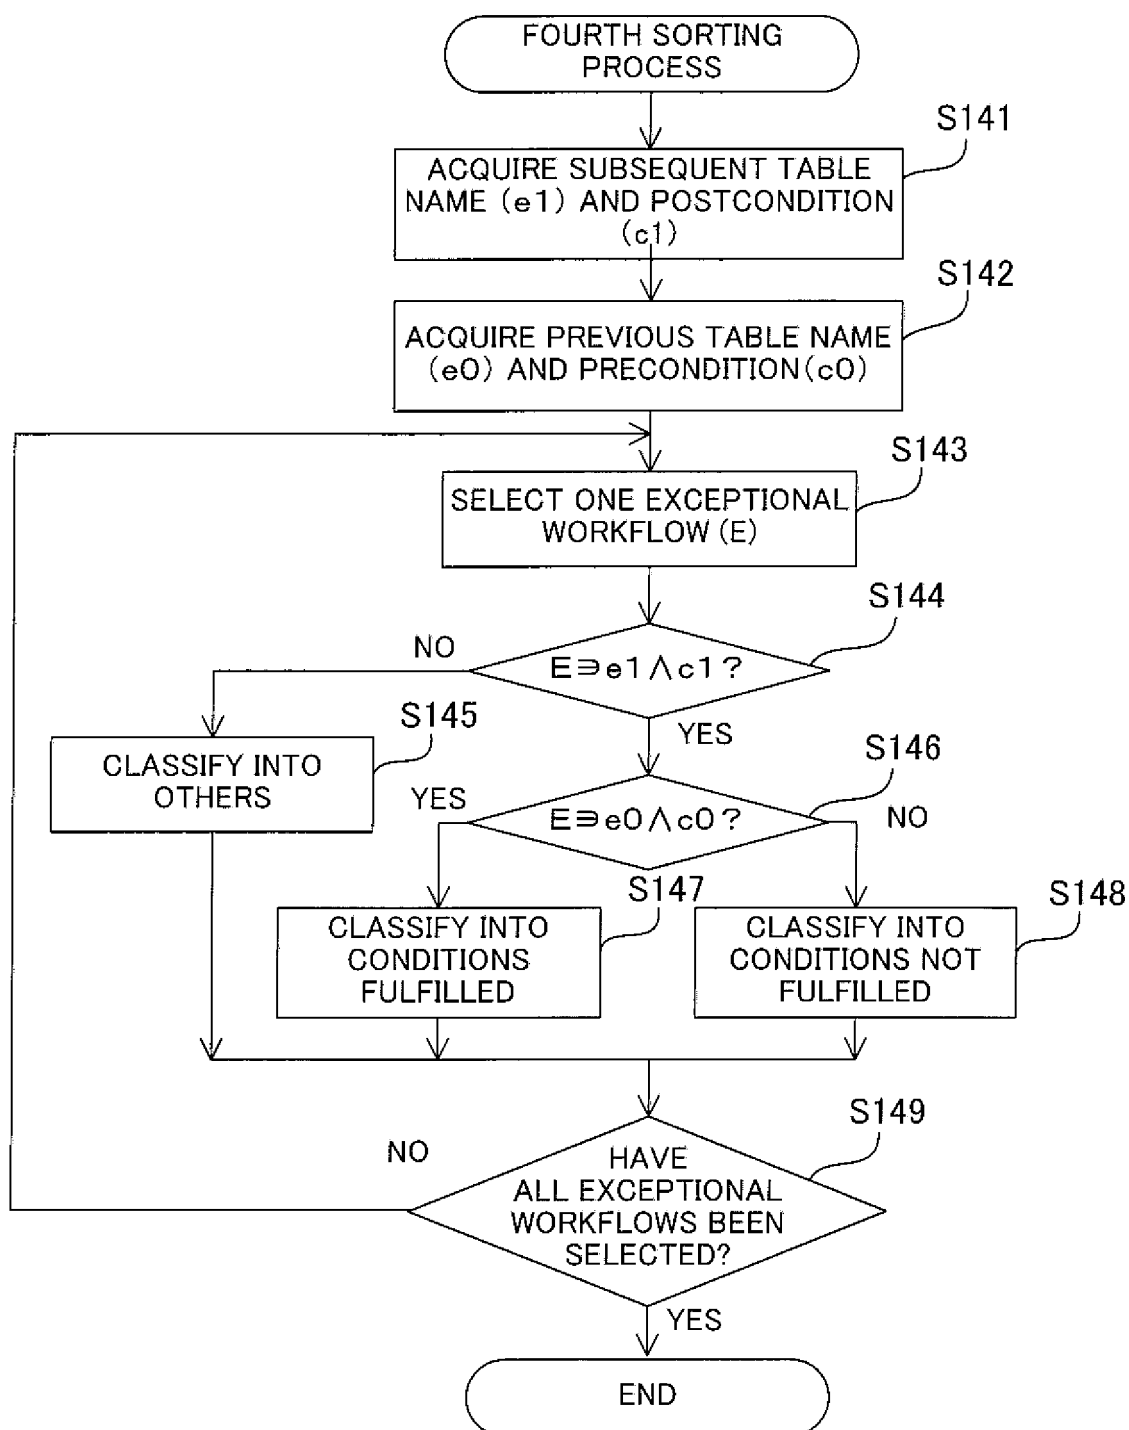 FOURTH SORTING
PROCESS
S141
ACQUIRE SUBSEQUENT TABLE
NAME (e1) AND POSTCONDITION
(c1)
S142
ACQUIRE PREVIOUS TABLE NAME
(e0) AND PRECONDITION(c0)
S143
SELECT ONE EXCEPTIONAL
WORKFLOW (E)
S144
NO
E∋e1∧c1?
YES
S145
CLASSIFY INTO
OTHERS
S146
YES
E∋e0∧c0?
NO
S147
CLASSIFY INTO
CONDITIONS
FULFILLED
S148
CLASSIFY INTO
CONDITIONS NOT
FULFILLED
S149
NO
HAVE
ALL EXCEPTIONAL
WORKFLOWS BEEN
SELECTED?
YES
END